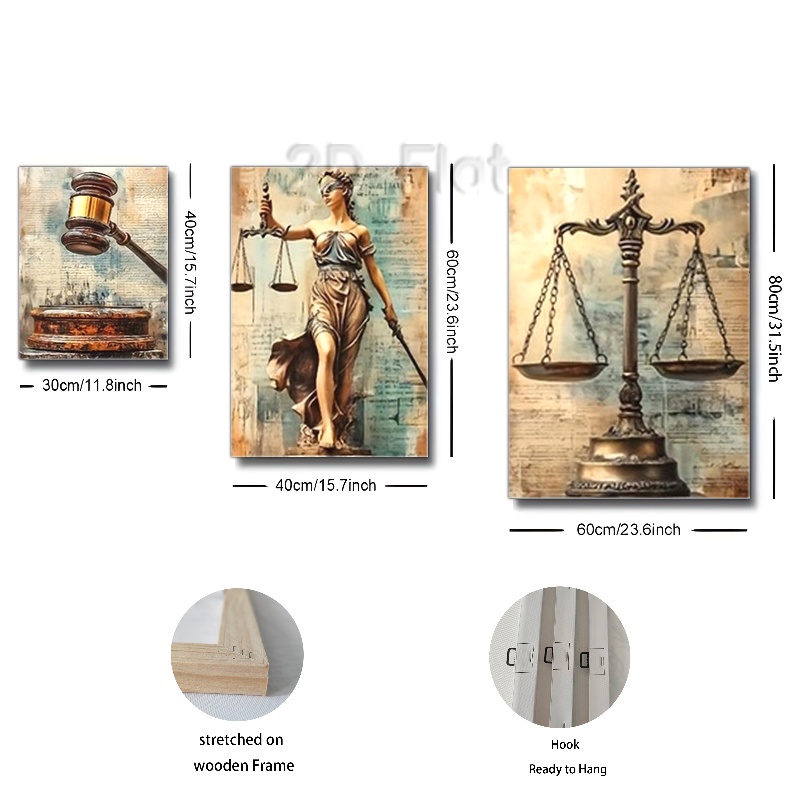 2D Flat
40cm/15.7inch
30cm/11.8inch
60cm/23.6inch
40cm/15.7inch
80cm/31.5inch
60cm/23.6inch
stretched on
wooden Frame
Hook
Ready to Hang